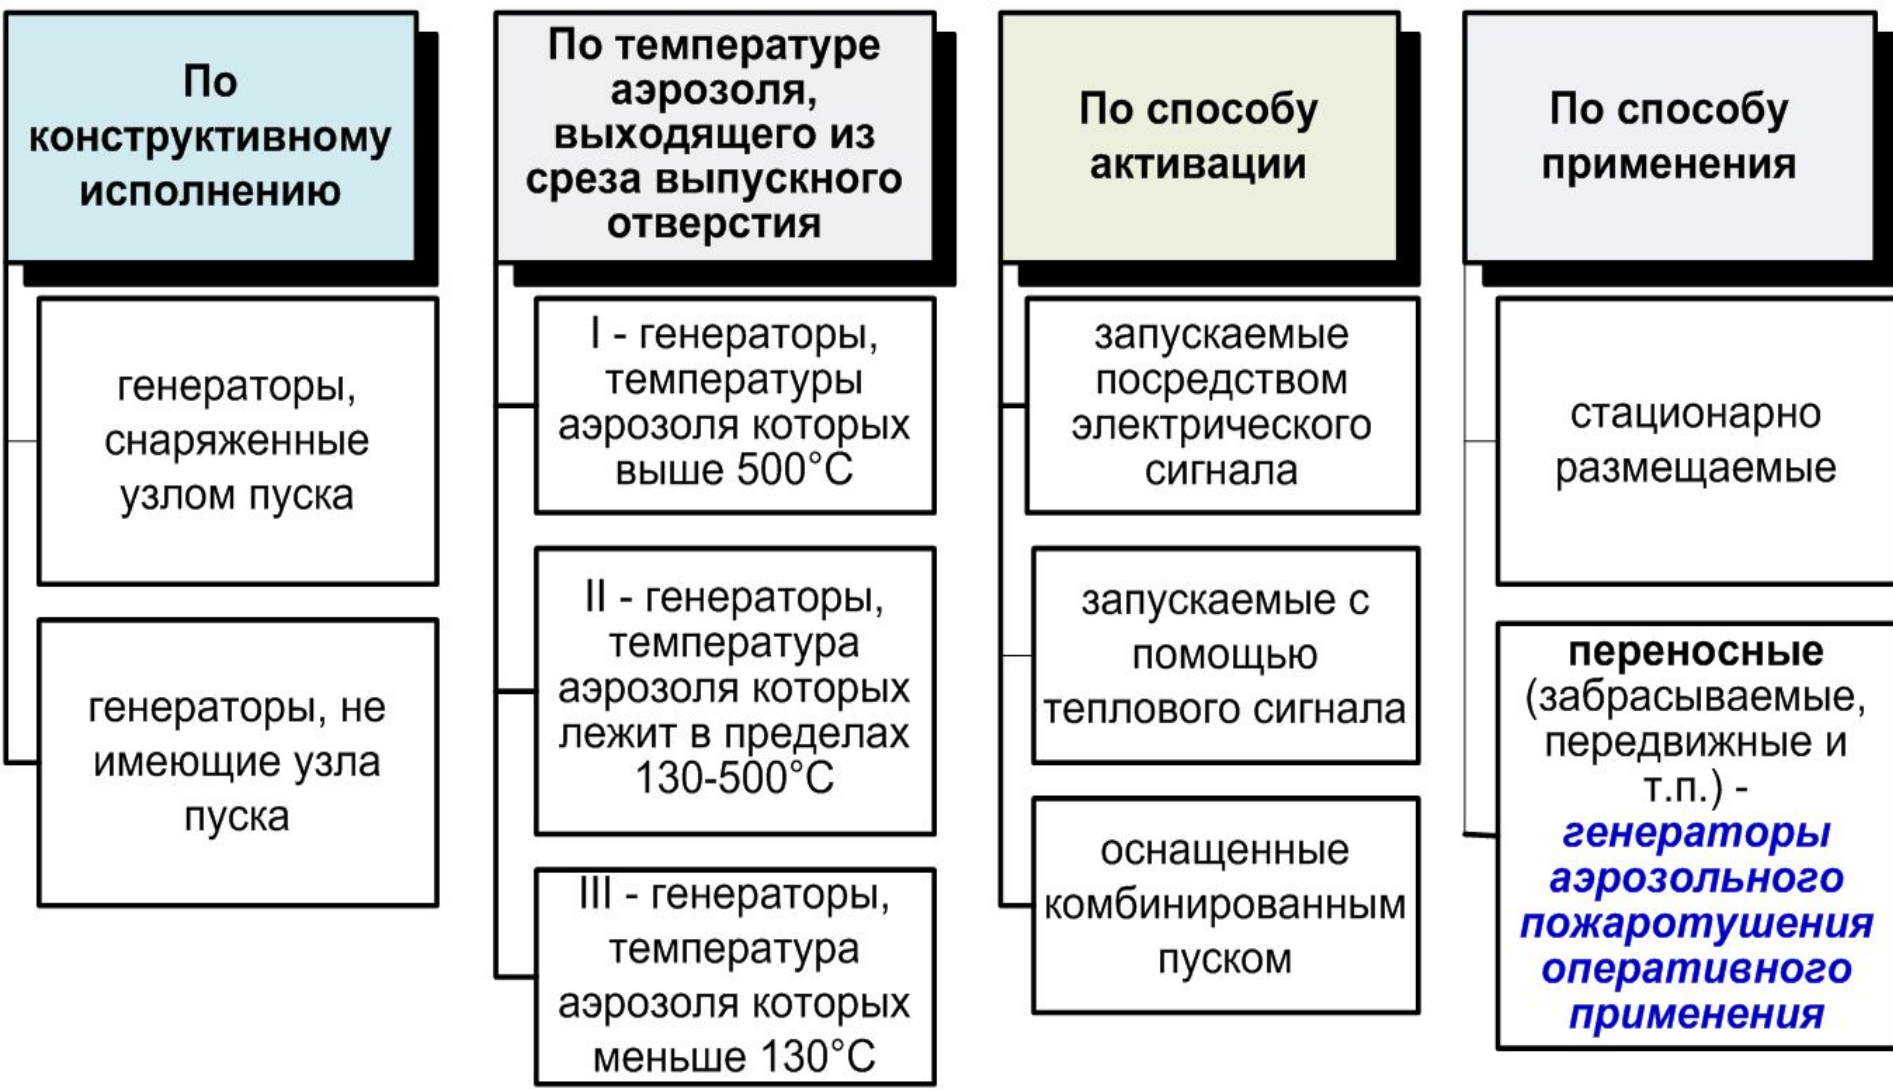 По
конструктивному
исполнению
генераторы,
снаряженные
узлом пуска
генераторы, не
имеющие узла
пуска
По температуре
аэрозоля,
выходящего из
среза выпускного
отверстия
I - генераторы,
температуры
аэрозоля которых
выше 500°C
II - генераторы,
температура
аэрозоля которых
лежит в пределах
130-500°C
III - генераторы,
температура
аэрозоля которых
меньше 130°C
По способу
активации
запускаемые
посредством
электрического
сигнала
запускаемые с
помощью
теплового сигнала
оснащенные
комбинированным
пуском
По способу
применения
стационарно
размещаемые
переносные
(забрасываемые,
передвижные и
т.п.) -
генераторы
аэрозольного
пожаротушения
оперативного
применения